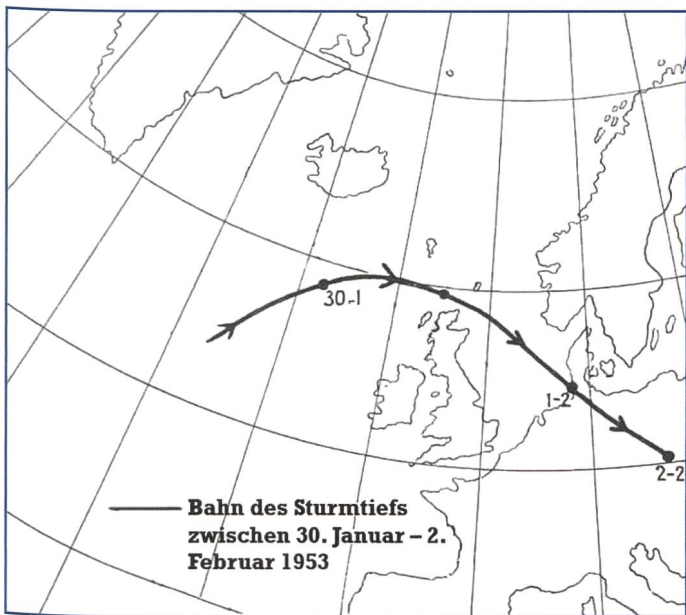 30-1
1-2
2-2
Bahn des Sturmtiefs
zwischen 30. Januar – 2.
Februar 1953